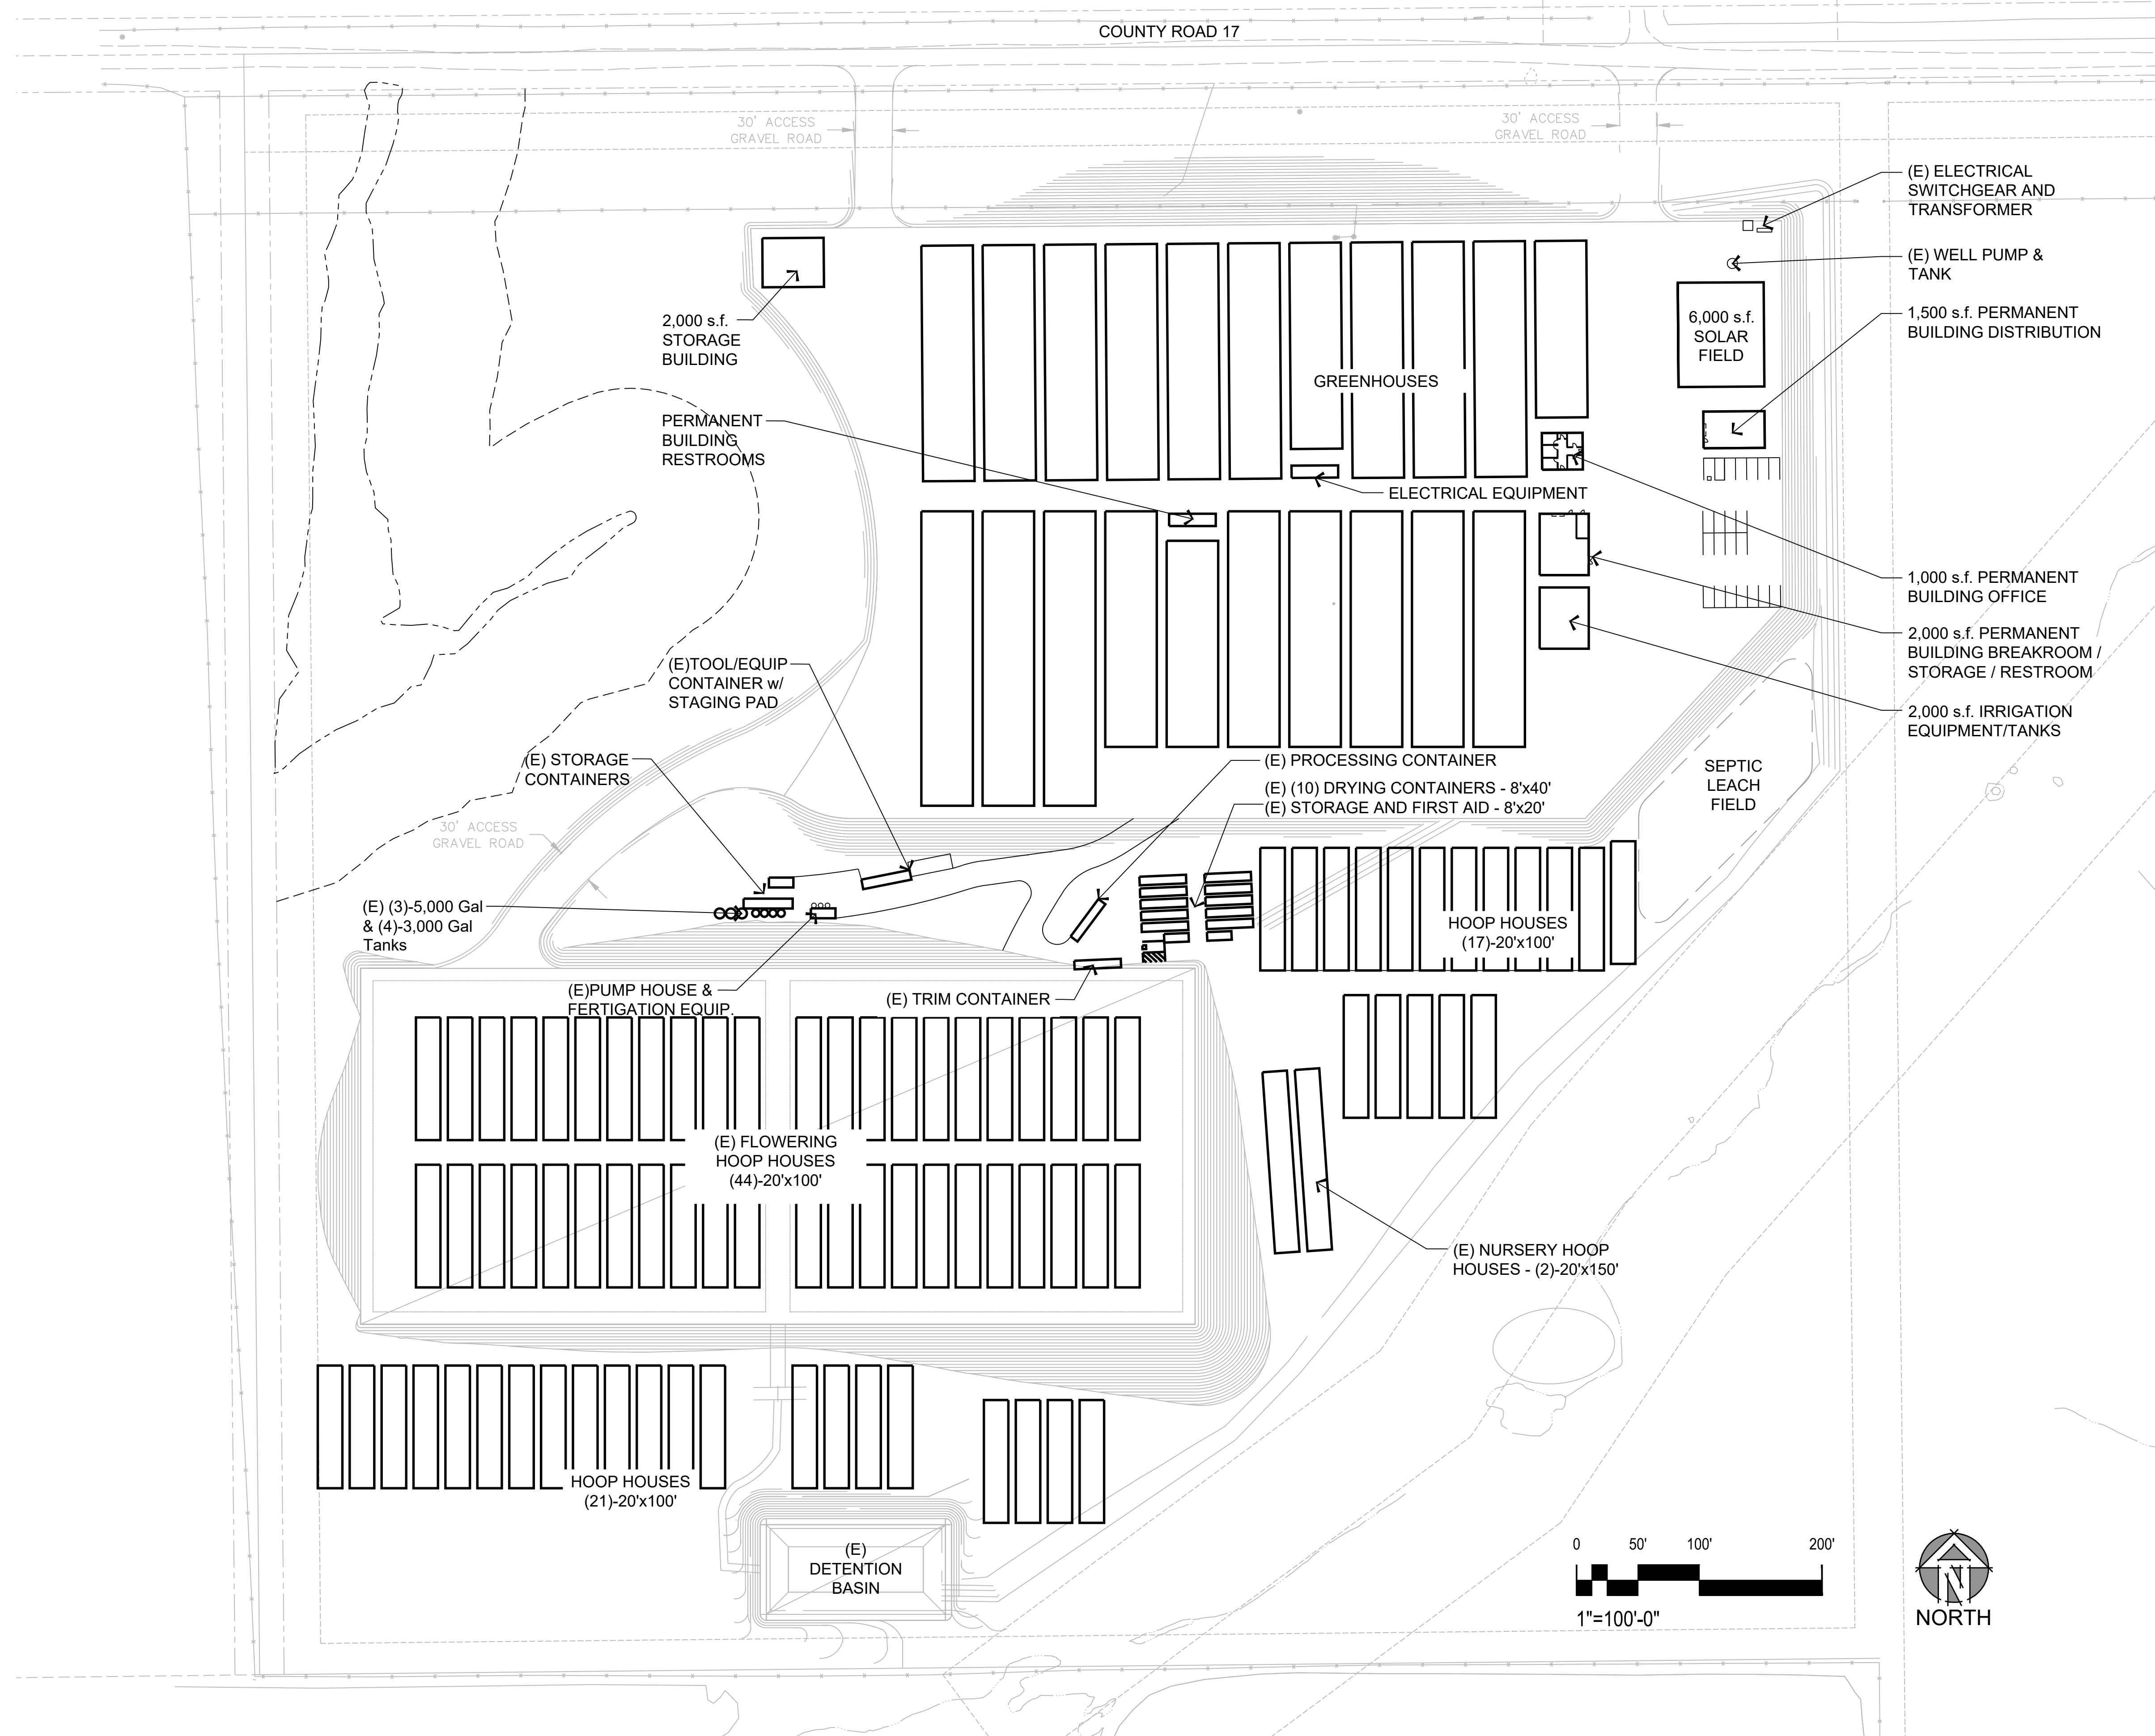 COUNTY ROAD 17
30' ACCESS
GRAVEL ROAD
30' ACCESS
GRAVEL ROAD
(E) ELECTRICAL
SWITCHGEAR AND
TRANSFORMER
(E) WELL PUMP &
TANK
1,500 s.f. PERMANENT
BUILDING DISTRIBUTION
6,000 s.f.
SOLAR
FIELD
2,000 s.f.
STORAGE
BUILDING
GREENHOUSES
PERMANENT
BUILDING
RESTROOMS
ELECTRICAL EQUIPMENT
1,000 s.f. PERMANENT
BUILDING OFFICE
2,000 s.f. PERMANENT
BUILDING BREAKROOM /
STORAGE / RESTROOM
2,000 s.f. IRRIGATION
EQUIPMENT/TANKS
(E)TOOL/EQUIP
CONTAINER w/
STAGING PAD
(E) STORAGE
CONTAINERS
(E) PROCESSING CONTAINER
(E) (10) DRYING CONTAINERS - 8'x40'
(E) STORAGE AND FIRST AID - 8'x20'
SEPTIC
LEACH
FIELD
30' ACCESS
GRAVEL ROAD
(E) (3)-5,000 Gal
& (4)-3,000 Gal
Tanks
HOOP HOUSES
(17)-20'x100'
(E)PUMP HOUSE &
FERTIGATION EQUIP.
(E) TRIM CONTAINER
(E) FLOWERING
HOOP HOUSES
(44)-20'x100'
(E) NURSERY HOOP
HOUSES - (2)-20'x150'
HOOP HOUSES
(21)-20'x100'
(E)
DETENTION
BASIN
0 50' 100' 200'
1"=100'-0"
N
NORTH